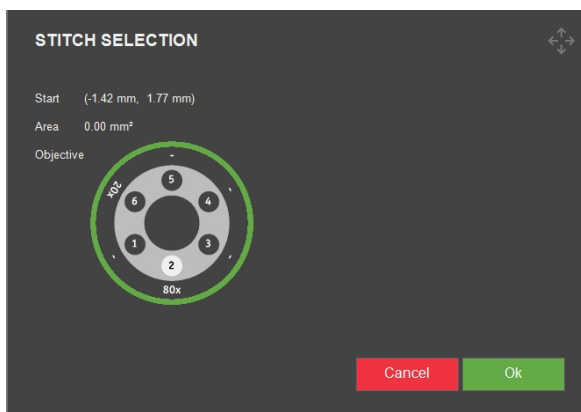 STITCH SELECTION
Start (-1.42 mm, 1.77 mm)
Area 0.00 mm²
Objective
-
5
20x
-
6
4
1
3
-
2
-
80x
Cancel
Ok